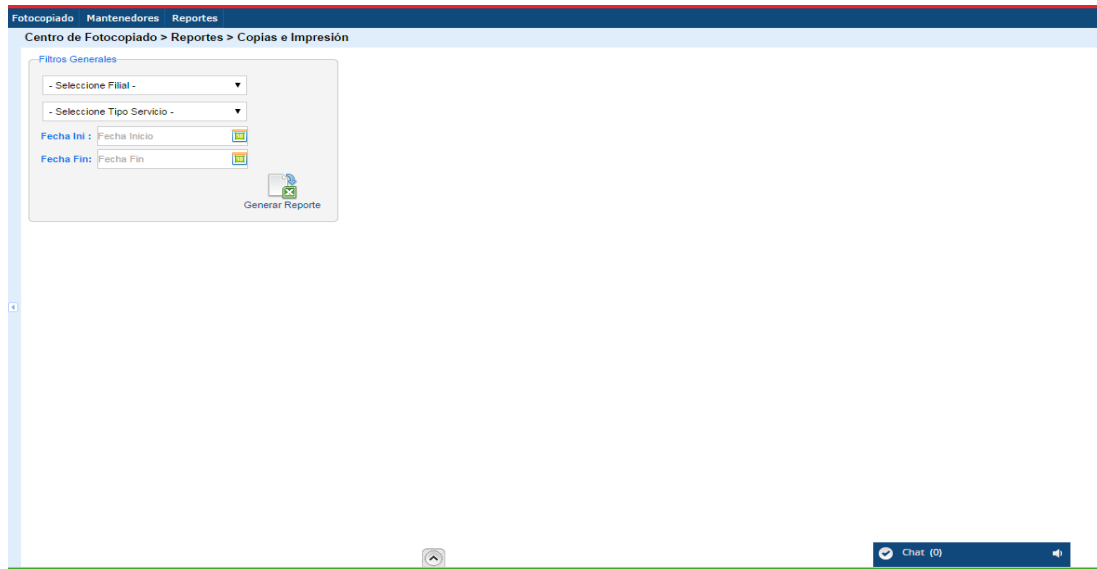 Fotocopiado Mantenedores Reportes
Centro de Fotocopiado > Reportes > Copias e Impresión
Filtros Generales
- Seleccione Filial -
- Seleccione Tipo Servicio -
Fecha Ini : Fecha Inicio
Fecha Fin: Fecha Fin
Generar Reporte
Chat (0)